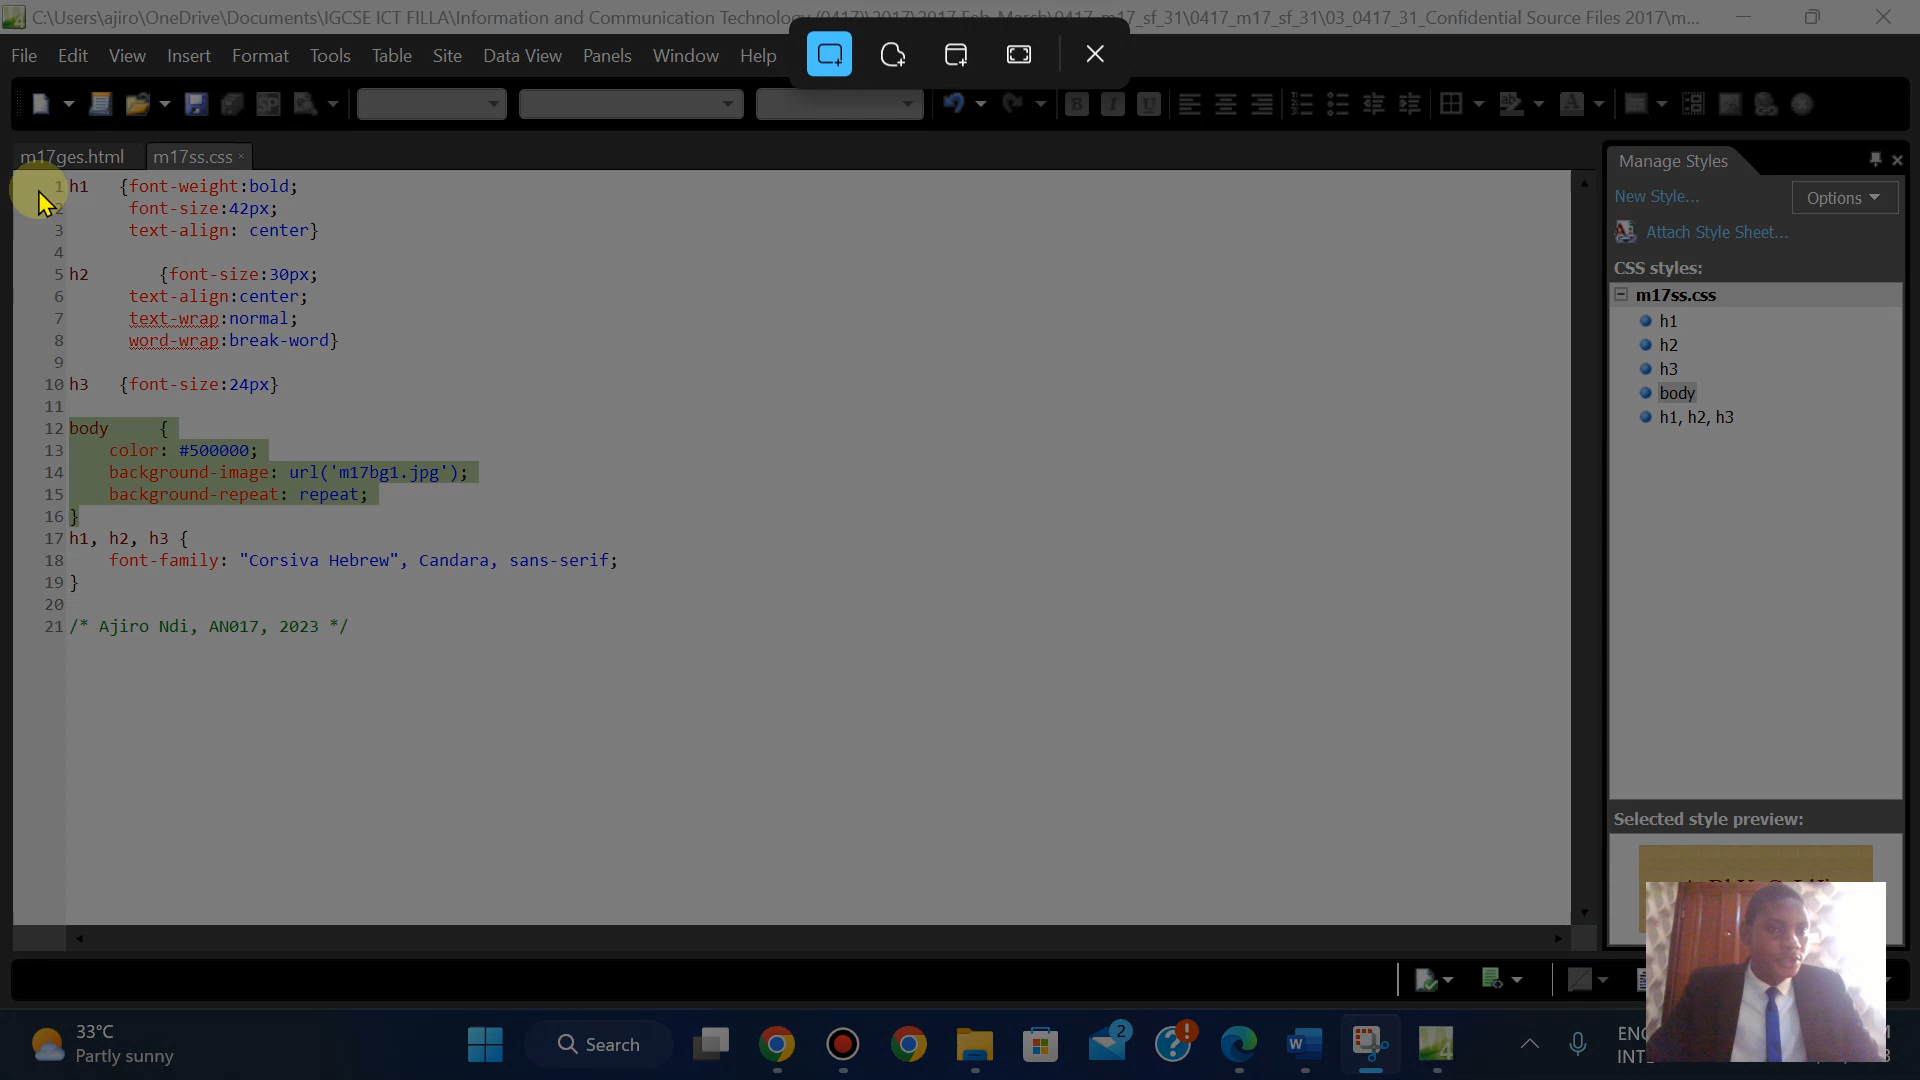 C:\Users\ajiro\OneDrive\Documents\IGCSE ICT FILLA\Information and Communication Technology (0417)\2017\2017 Feb-March\0417_m17_sf_31\0417_m17_sf_31\03_0417_31_Confidential Source Files 2017\m...
File Edit View Insert Format Tools Table Site Data View Panels Window Help
m17ges.html m17ss.css
1 h1 {font-weight:bold;
2 font-size:42px;
3 text-align: center}
4
5 h2 {font-size:30px;
6 text-align:center;
7 text-wrap:normal;
8 word-wrap:break-word}
9
10 h3 {font-size:24px}
11
12 body {
13 color: #500000;
14 background-image: url('m17bg1.jpg');
15 background-repeat: repeat;
16 }
17 h1, h2, h3 {
18 font-family: "Corsiva Hebrew", Candara, sans-serif;
19 }
20
21 /* Ajiro Ndi, AN017, 2023 */
Manage Styles
New Style...
Options
Attach Style Sheet...
CSS styles:
m17ss.css
h1
h2
h3
body
h1, h2, h3
Selected style preview:
33°C
Partly sunny
Search
2